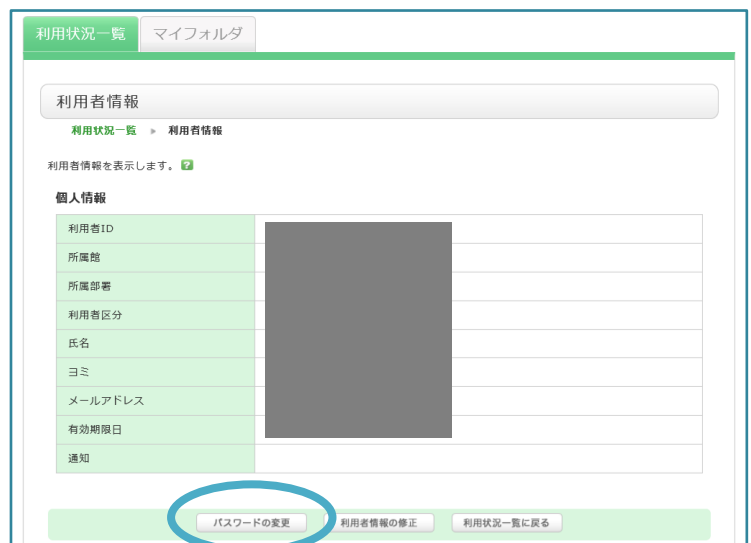 利用状況一覧 マイフォルダ
利用者情報
利用状況一覧 ▶ 利用者情報
利用者情報を表示します。 ?
個人情報
利用者ID
所属館
所属部署
利用者区分
氏名
ヨミ
メールアドレス
有効期限日
通知
パスワードの変更 利用者情報の修正 利用状況一覧に戻る